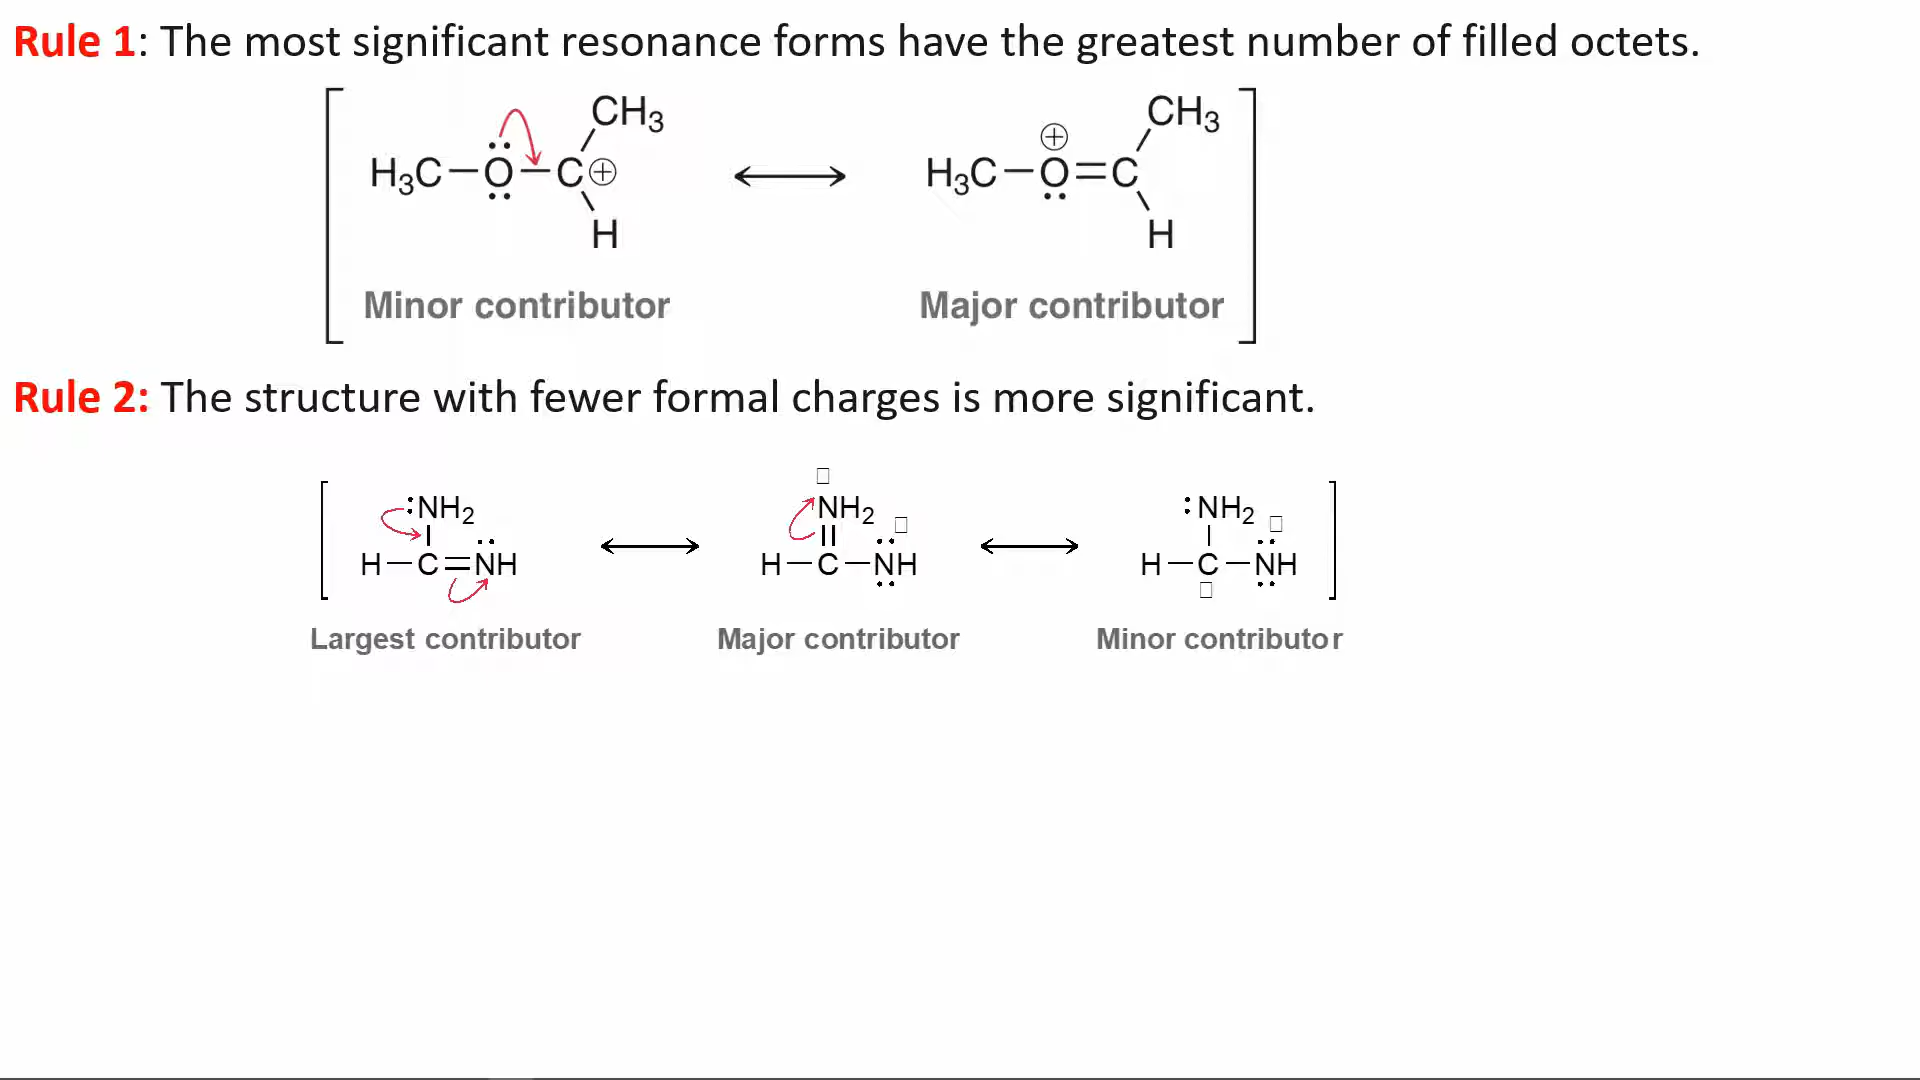 Rule 1: The most significant resonance forms have the greatest number of filled octets.
CH3 ⊕ CH3
H3C—O—C⊕ ⟷ H3C—O=C
H H
Minor contributor Major contributor
Rule 2: The structure with fewer formal charges is more significant.
□
:NH2 NH2 □ :NH2 □
H—C=NH ⟷ H—C—NH ⟷ H—C—NH
□
Largest contributor Major contributor Minor contributor